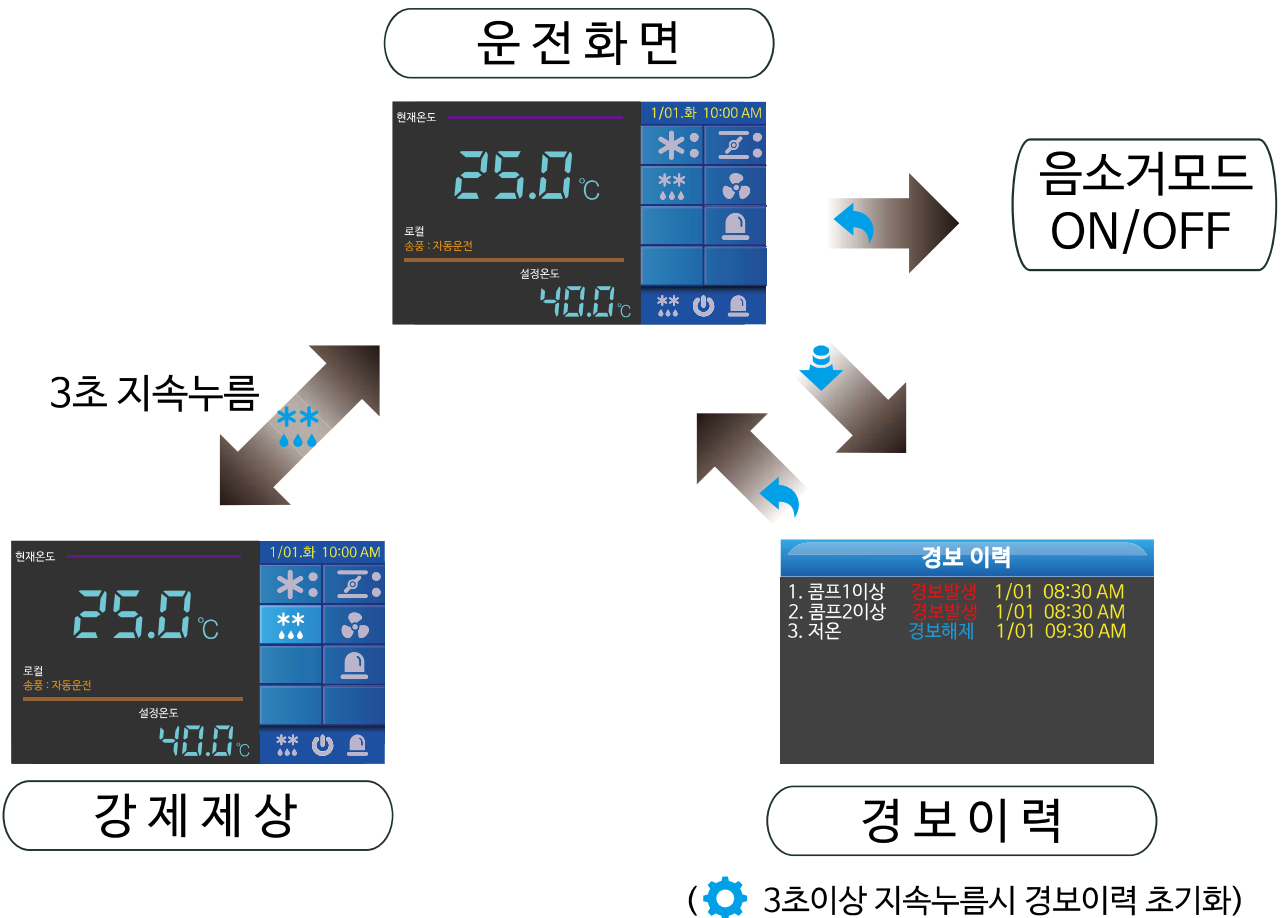 운전화면
현재온도
1/01.화 10:00 AM
25.0℃
로컬
송풍 : 자동운전
설정온도
40.0℃
음소거모드
ON/OFF
3초 지속누름
현재온도
1/01.화 10:00 AM
25.0℃
로컬
송풍 : 자동운전
설정온도
40.0℃
강제제상
경보 이력
1. 콤프1이상 경보발생 1/01 08:30 AM
2. 콤프2이상 경보발생 1/01 08:30 AM
3. 저온 경보해제 1/01 09:30 AM
경보이력
( 3초이상 지속누름시 경보이력 초기화)